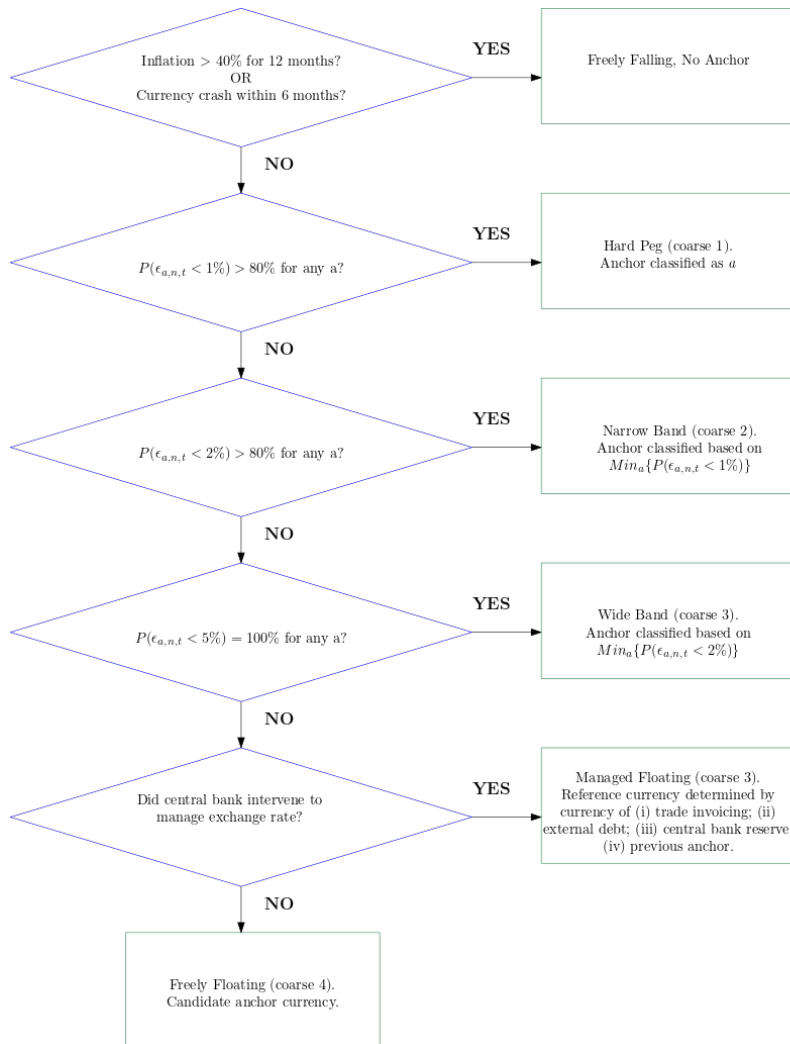 Inflation > 40% for 12 months?
OR
Currency crash within 6 months?
YES
Freely Falling, No Anchor
NO
P(ϵ_{a,n,t} < 1%) > 80% for any a?
YES
Hard Peg (coarse 1).
Anchor classified as a
NO
P(ϵ_{a,n,t} < 2%) > 80% for any a?
YES
Narrow Band (coarse 2).
Anchor classified based on
Min_a{P(ϵ_{a,n,t} < 1%)}
NO
P(ϵ_{a,n,t} < 5%) = 100% for any a?
YES
Wide Band (coarse 3).
Anchor classified based on
Min_a{P(ϵ_{a,n,t} < 2%)}
NO
Did central bank intervene to
manage exchange rate?
YES
Managed Floating (coarse 3).
Reference currency determined by
currency of (i) trade invoicing; (ii)
external debt; (iii) central bank reserve
(iv) previous anchor.
NO
Freely Floating (coarse 4).
Candidate anchor currency.